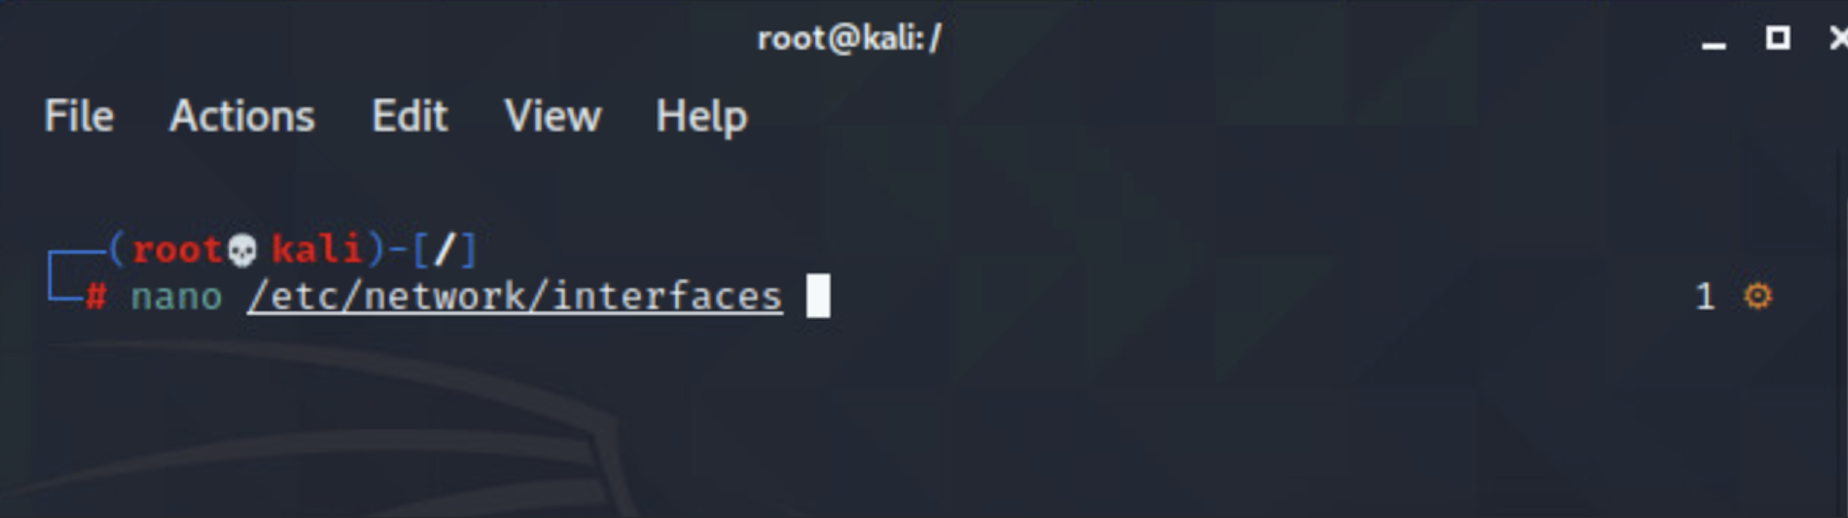 root@kali: /
File Actions Edit View Help
┌──(root💀kali)-[/]
└─# nano /etc/network/interfaces 1 ⚙